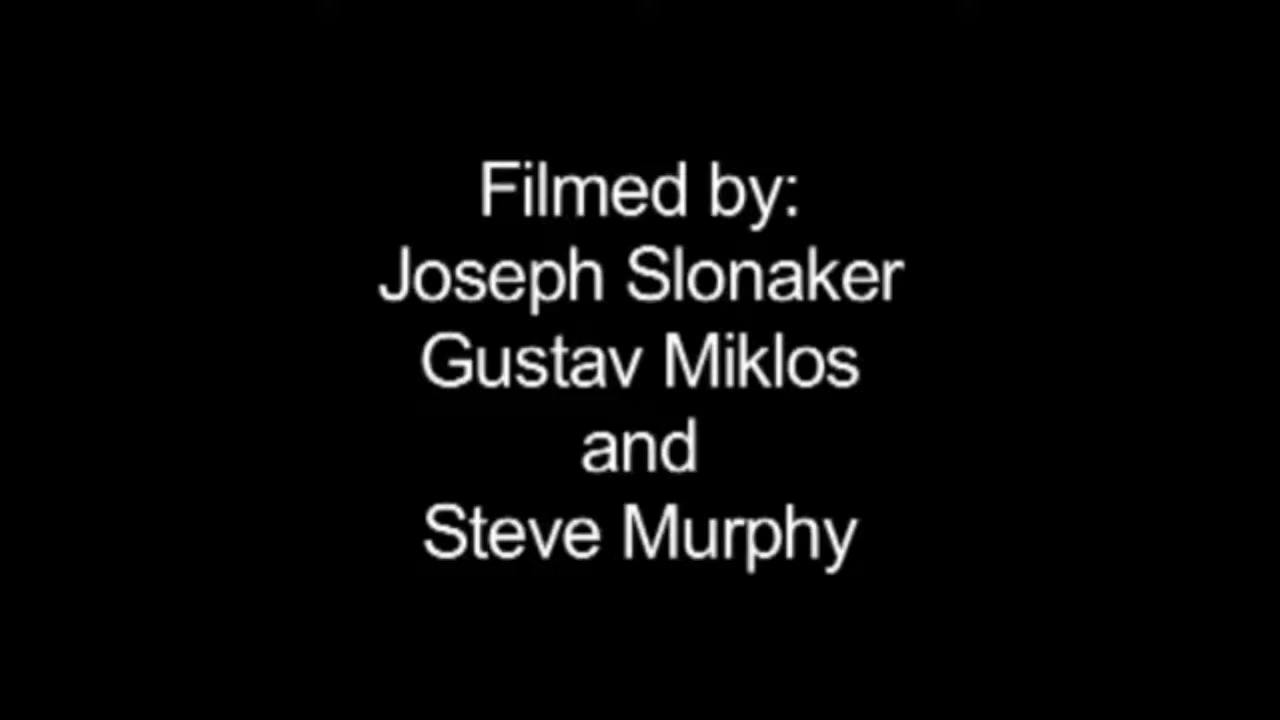 Filmed by:
Joseph Slonaker
Gustav Miklos
and
Steve Murphy